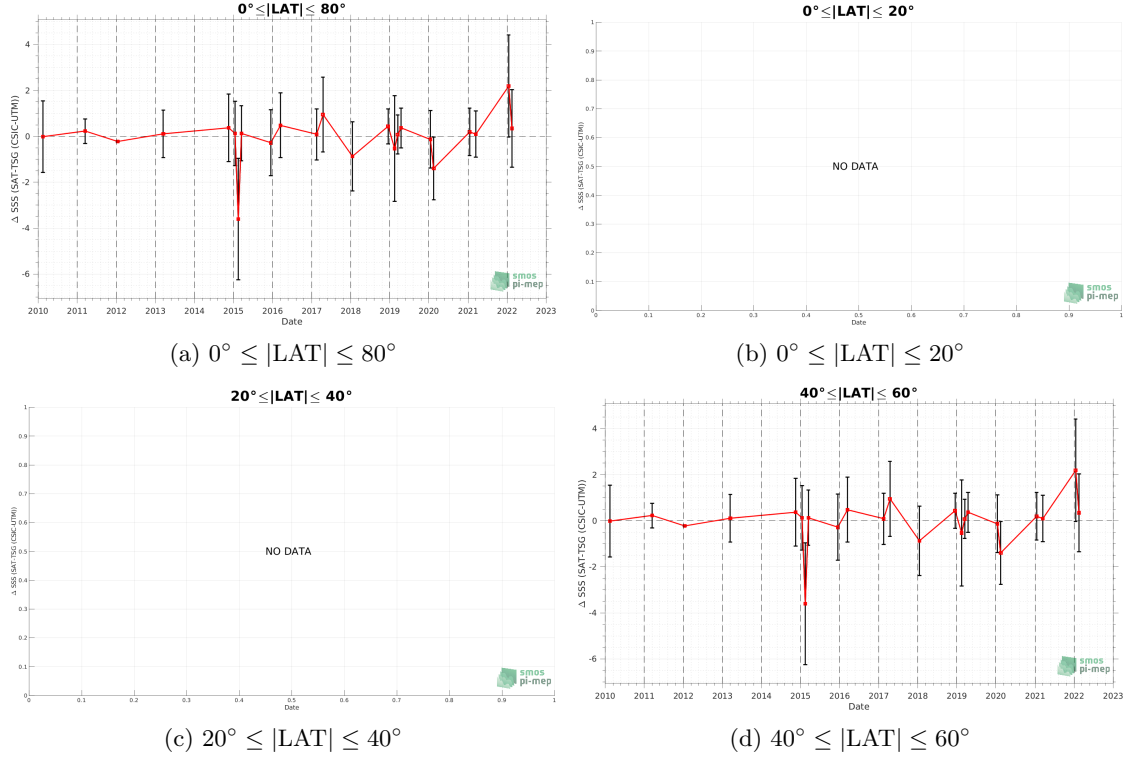 0°≤|LAT|≤ 80°
Δ SSS (SAT-TSG (CSIC-UTM))
4
2
0
-2
-4
-6
2010 2011 2012 2013 2014 2015 2016 2017 2018 2019 2020 2021 2022 2023
Date
smos
pi-mep
(a) 0° ≤ |LAT| ≤ 80°
0°≤|LAT|≤ 20°
Δ SSS (SAT-TSG (CSIC-UTM))
1
0.9
0.8
0.7
0.6
0.5
0.4
0.3
0.2
0.1
0
NO DATA
0 0.1 0.2 0.3 0.4 0.5 0.6 0.7 0.8 0.9 1
Date
smos
pi-mep
(b) 0° ≤ |LAT| ≤ 20°
20°≤|LAT|≤ 40°
Δ SSS (SAT-TSG (CSIC-UTM))
1
0.9
0.8
0.7
0.6
0.5
0.4
0.3
0.2
0.1
0
NO DATA
0 0.1 0.2 0.3 0.4 0.5 0.6 0.7 0.8 0.9 1
Date
smos
pi-mep
(c) 20° ≤ |LAT| ≤ 40°
40°≤|LAT|≤ 60°
Δ SSS (SAT-TSG (CSIC-UTM))
4
2
0
-2
-4
-6
2010 2011 2012 2013 2014 2015 2016 2017 2018 2019 2020 2021 2022 2023
Date
smos
pi-mep
(d) 40° ≤ |LAT| ≤ 60°